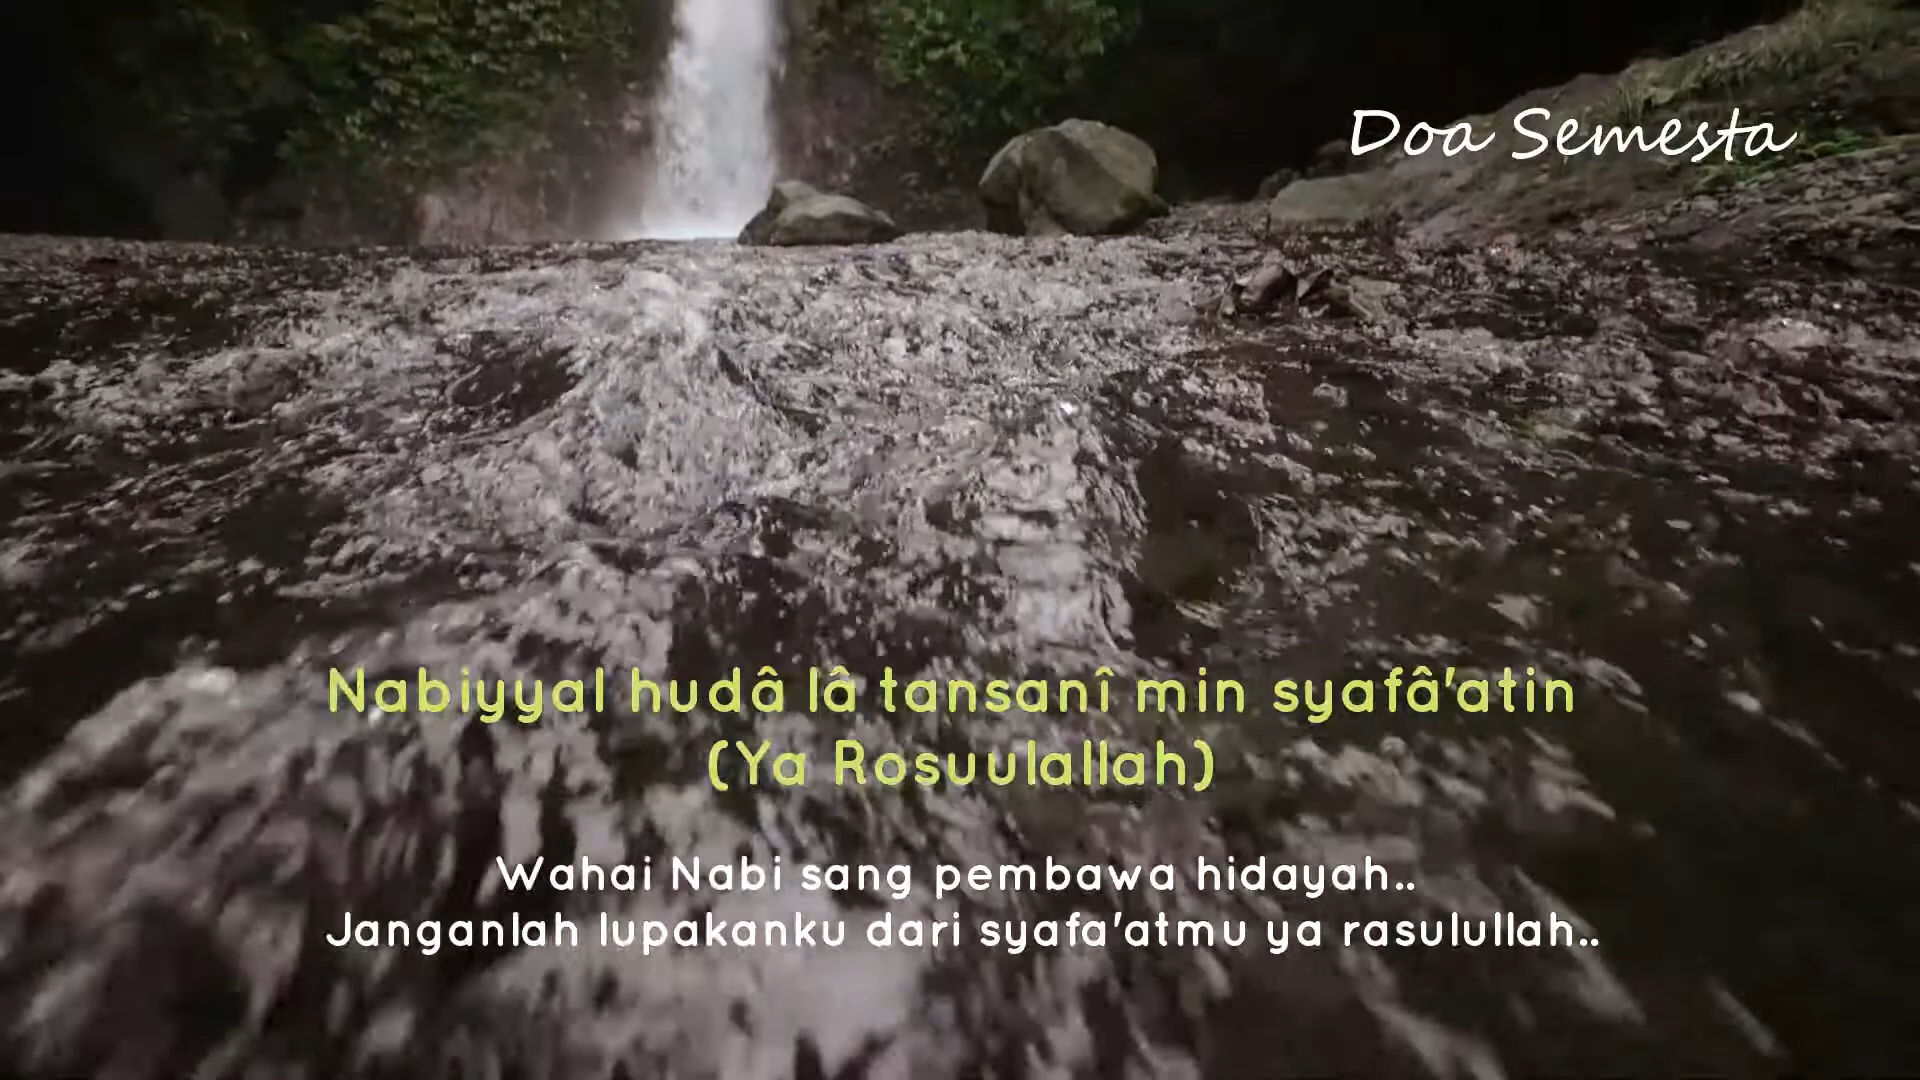 Doa Semesta
Nabiyyal hudâ lâ tansanî min syafâ'atin
(Ya Rosuulallah)
Wahai Nabi sang pembawa hidayah..
Janganlah lupakanku dari syafa'atmu ya rasulullah..